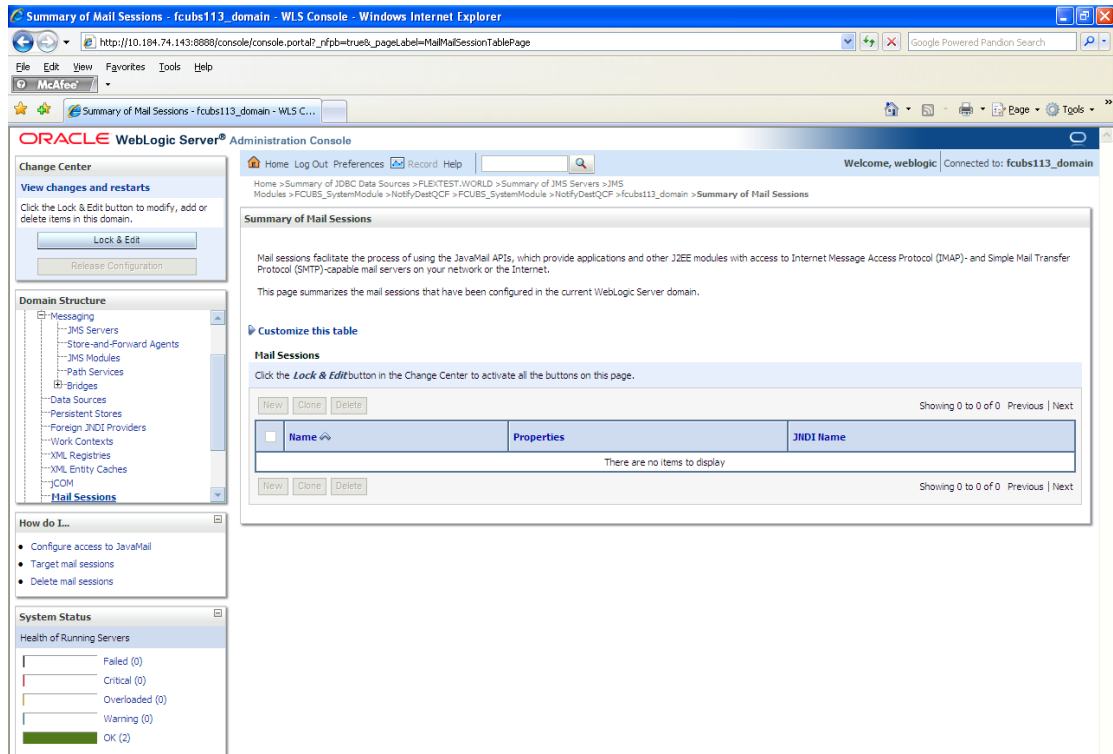 Summary of Mail Sessions - fcubs113_domain - WLS Console - Windows Internet Explorer
http://10.184.74.143:8888/console/console.portal?_nfpb=true&_pageLabel=MailMailSessionTablePage
Google Powered Pandion Search
File Edit View Favorites Tools Help
McAfee
Summary of Mail Sessions - fcubs113_domain - WLS C...
Page Tools
ORACLE WebLogic Server® Administration Console
Change Center
View changes and restarts
Click the Lock & Edit button to modify, add or
delete items in this domain.
Lock & Edit
Release Configuration
Domain Structure
Messaging
JMS Servers
Store-and-Forward Agents
JMS Modules
Path Services
Bridges
Data Sources
Persistent Stores
Foreign JNDI Providers
Work Contexts
XML Registries
XML Entity Caches
jCOM
Mail Sessions
How do I...
Configure access to JavaMail
Target mail sessions
Delete mail sessions
System Status
Health of Running Servers
Failed (0)
Critical (0)
Overloaded (0)
Warning (0)
OK (2)
Home Log Out Preferences Record Help
Welcome, weblogic Connected to: fcubs113_domain
Home >Summary of JDBC Data Sources >FLEXTEST.WORLD >Summary of JMS Servers >JMS
Modules >FCUBS_SystemModule >NotifyDestQCF >FCUBS_SystemModule >NotifyDestQCF >fcubs113_domain >Summary of Mail Sessions
Summary of Mail Sessions
Mail sessions facilitate the process of using the JavaMail APIs, which provide applications and other J2EE modules with access to Internet Message Access Protocol (IMAP)- and Simple Mail Transfer
Protocol (SMTP)-capable mail servers on your network or the Internet.
This page summarizes the mail sessions that have been configured in the current WebLogic Server domain.
Customize this table
Mail Sessions
Click the Lock & Edit button in the Change Center to activate all the buttons on this page.
New Clone Delete
Showing 0 to 0 of 0 Previous | Next
Name Properties JNDI Name
There are no items to display
New Clone Delete
Showing 0 to 0 of 0 Previous | Next